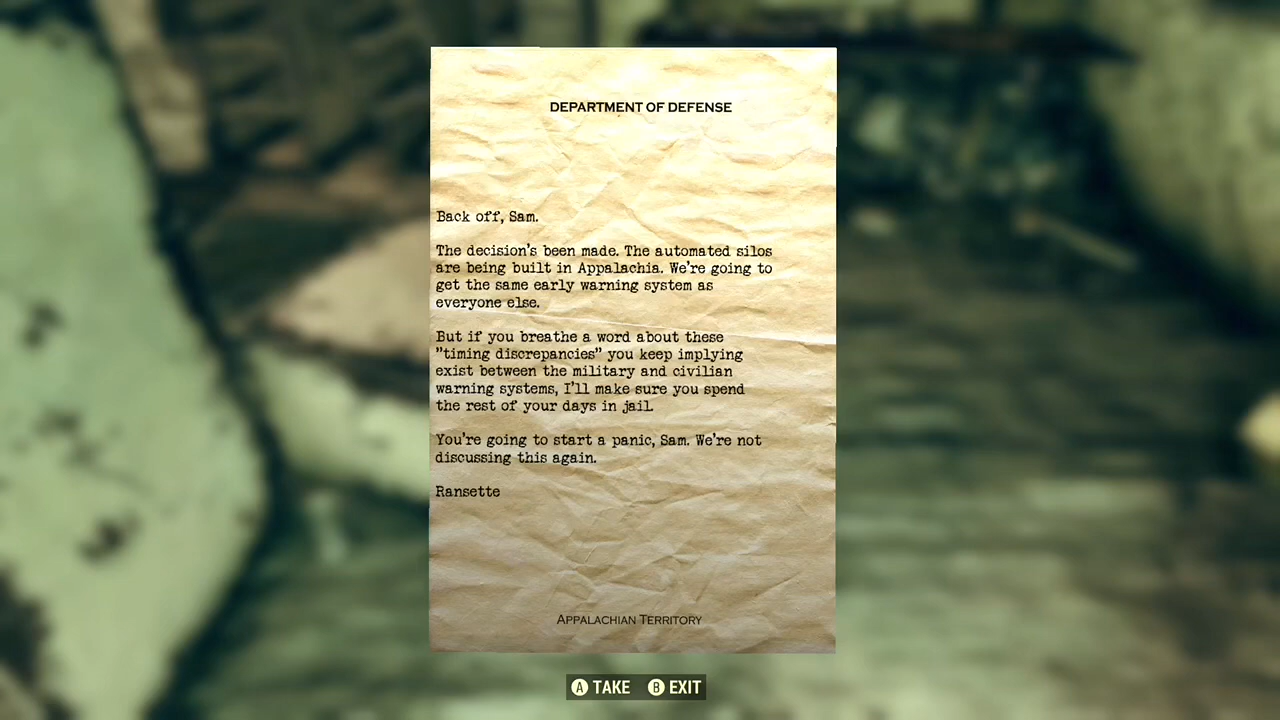 DEPARTMENT OF DEFENSE
Back off, Sam.
The decision's been made. The automated silos
are being built in Appalachia. We're going to
get the same early warning system as
everyone else.
But if you breathe a word about these
"timing discrepancies" you keep implying
exist between the military and civilian
warning systems, I'll make sure you spend
the rest of your days in jail.
You're going to start a panic, Sam. We're not
discussing this again.
Ransette
APPALACHIAN TERRITORY
A TAKE B EXIT